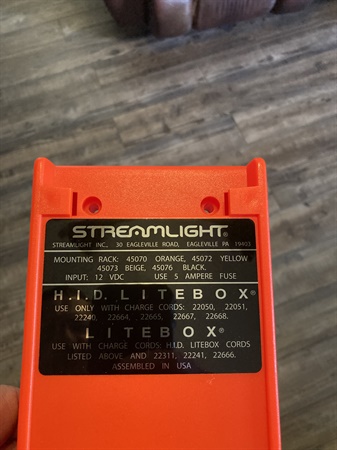 STREAMLIGHT®
STREAMLIGHT INC., 30 EAGLEVILLE ROAD, EAGLEVILLE PA 19403
MOUNTING RACK: 45070 ORANGE, 45072 YELLOW
45073 BEIGE, 45076 BLACK.
INPUT: 12 VDC USE 5 AMPERE FUSE
H.I.D. LITEBOX®
USE ONLY WITH CHARGE CORDS: 22050, 22051,
22240, 22664, 22665, 22667, 22668.
LITEBOX®
USE WITH CHARGE CORDS: H.I.D. LITEBOX CORDS
LISTED ABOVE AND 22311, 22241, 22666.
ASSEMBLED IN USA